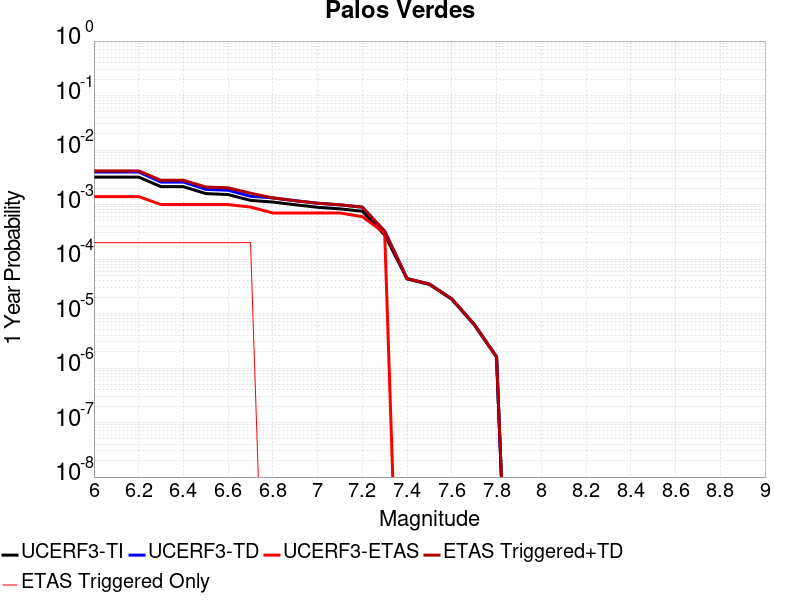 Palos Verdes
10^0
10^-1
10^-2
10^-3
10^-4
10^-5
10^-6
10^-7
10^-8
1 Year Probability
6 6.2 6.4 6.6 6.8 7 7.2 7.4 7.6 7.8 8 8.2 8.4 8.6 8.8 9
Magnitude
UCERF3-TI UCERF3-TD UCERF3-ETAS ETAS Triggered+TD
ETAS Triggered Only